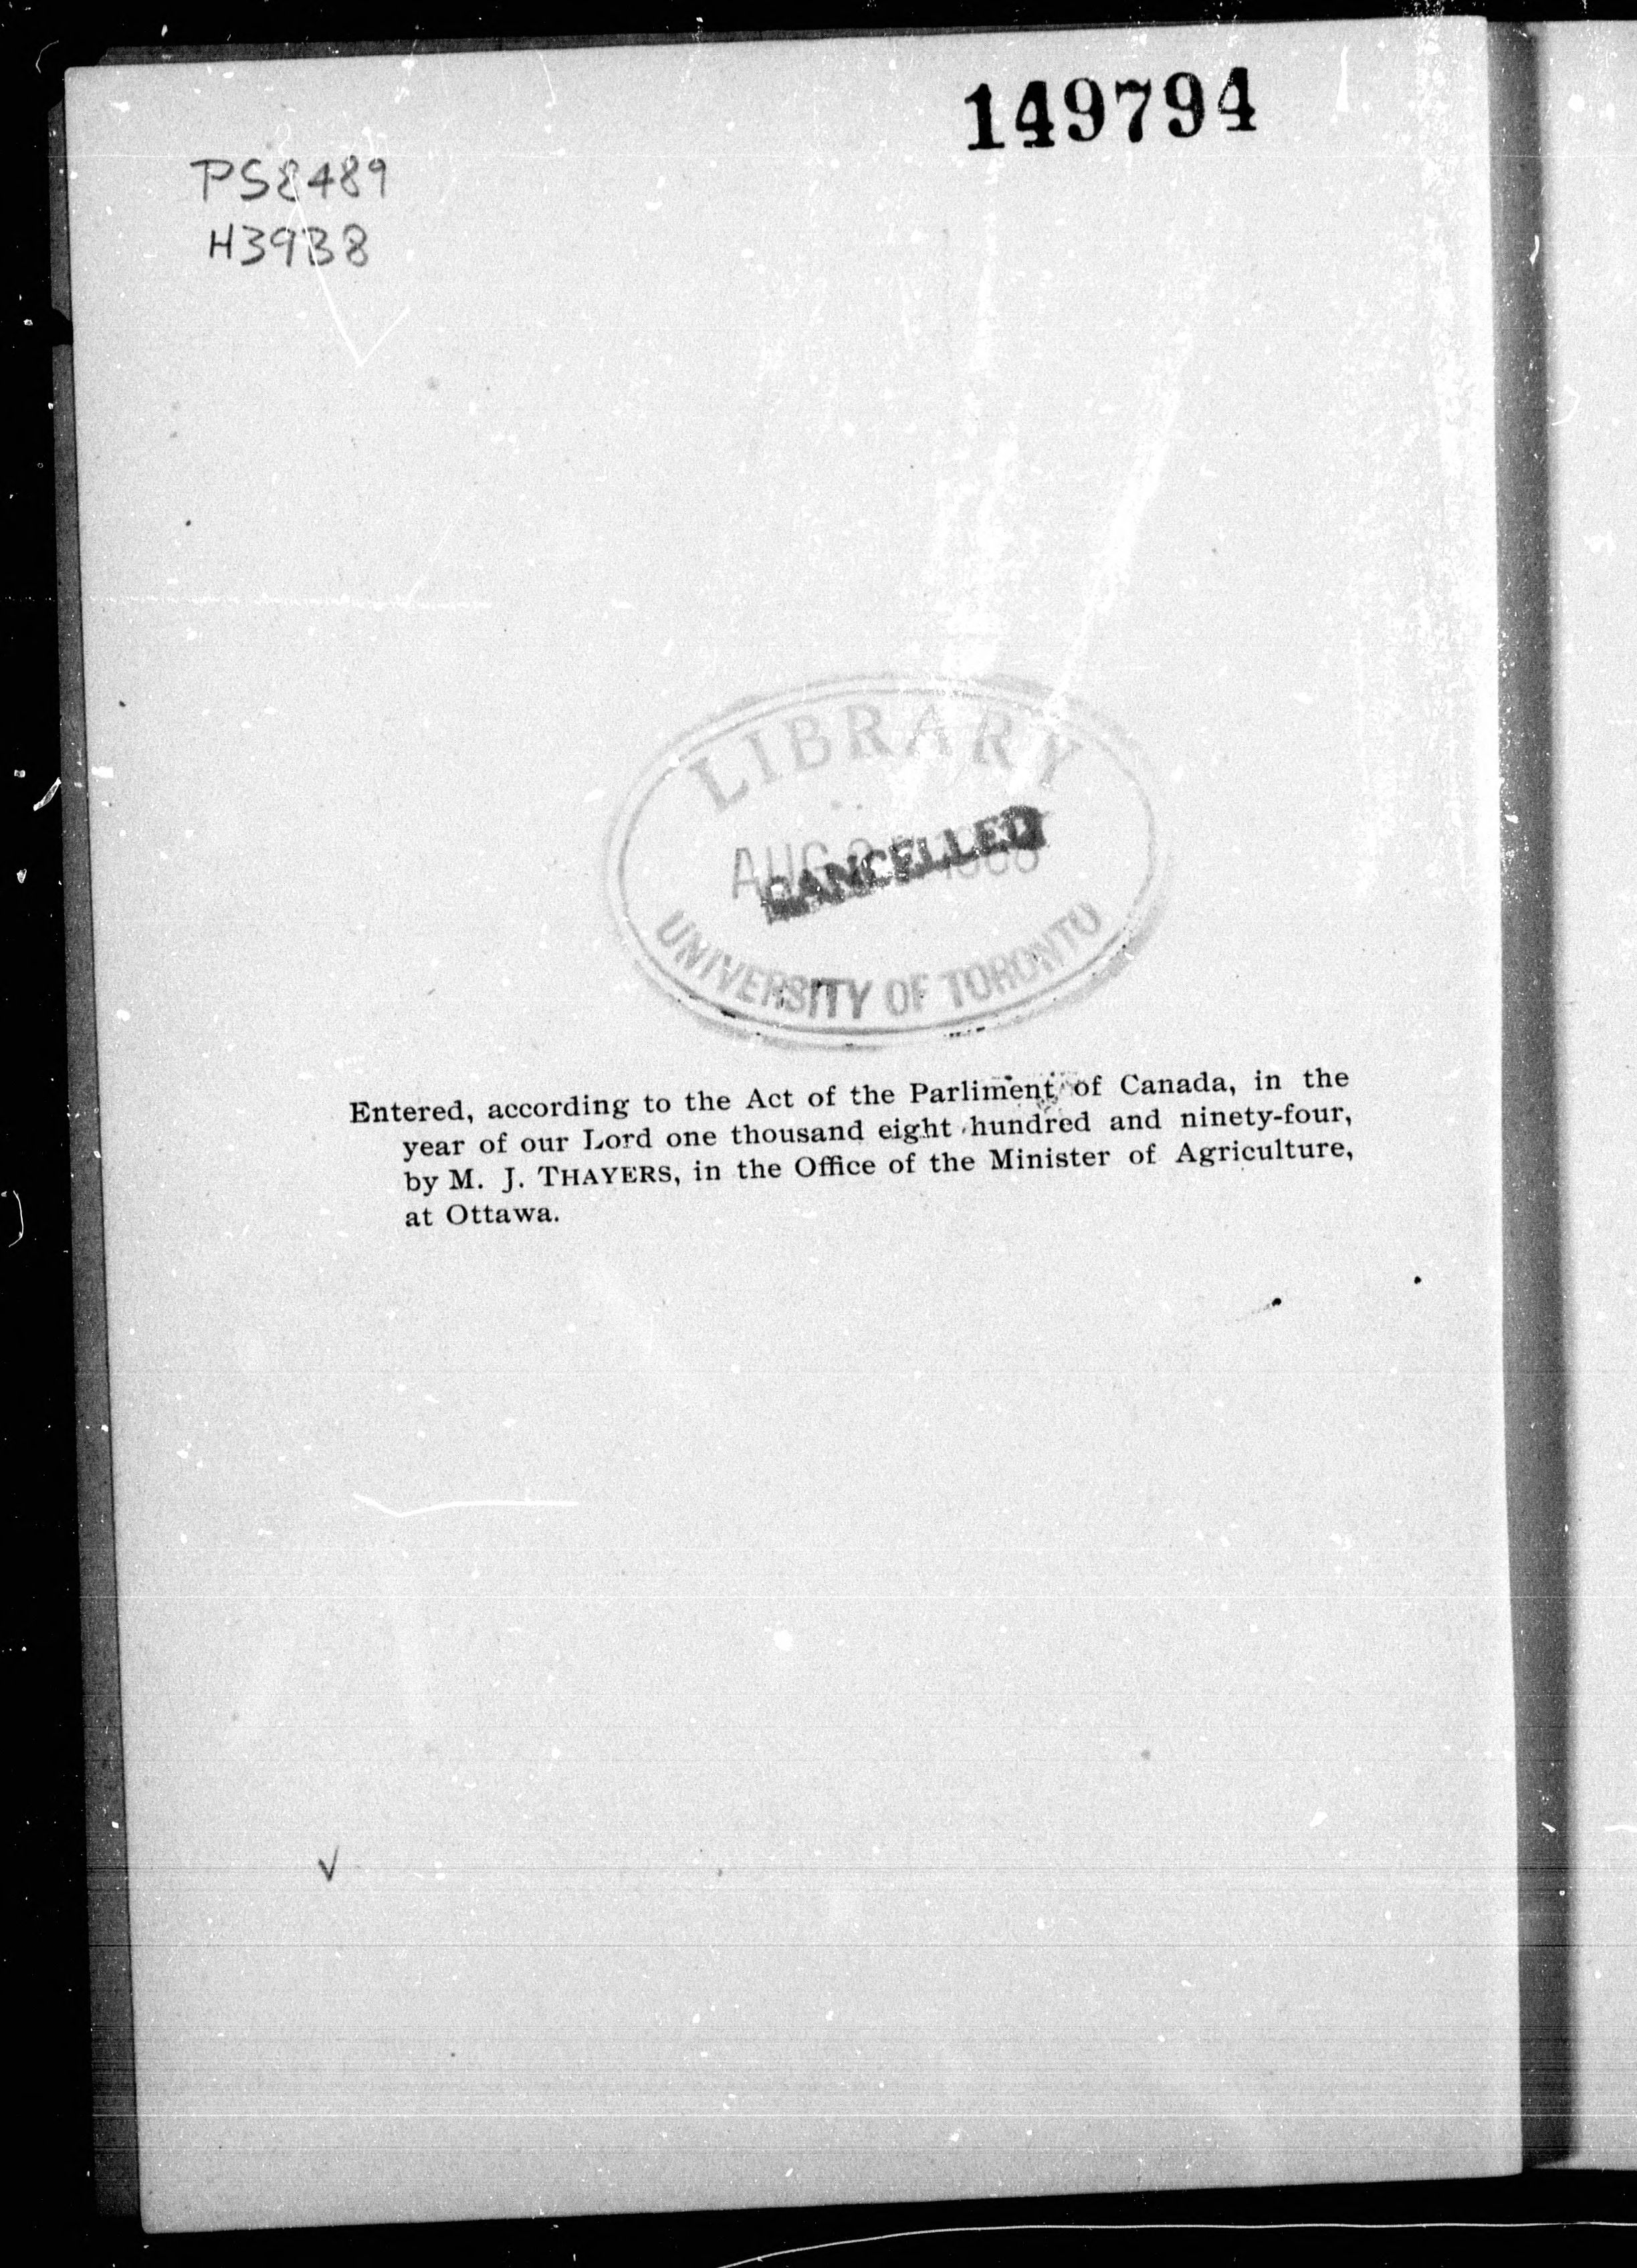 149794
PS8489
H39B8
LIBRARY
AUG
CANCELLED
UNIVERSITY OF TORONTO
Entered, according to the Act of the Parliment of Canada, in the
year of our Lord one thousand eight hundred and ninety-four,
by M. J. THAYERS, in the Office of the Minister of Agriculture,
at Ottawa.